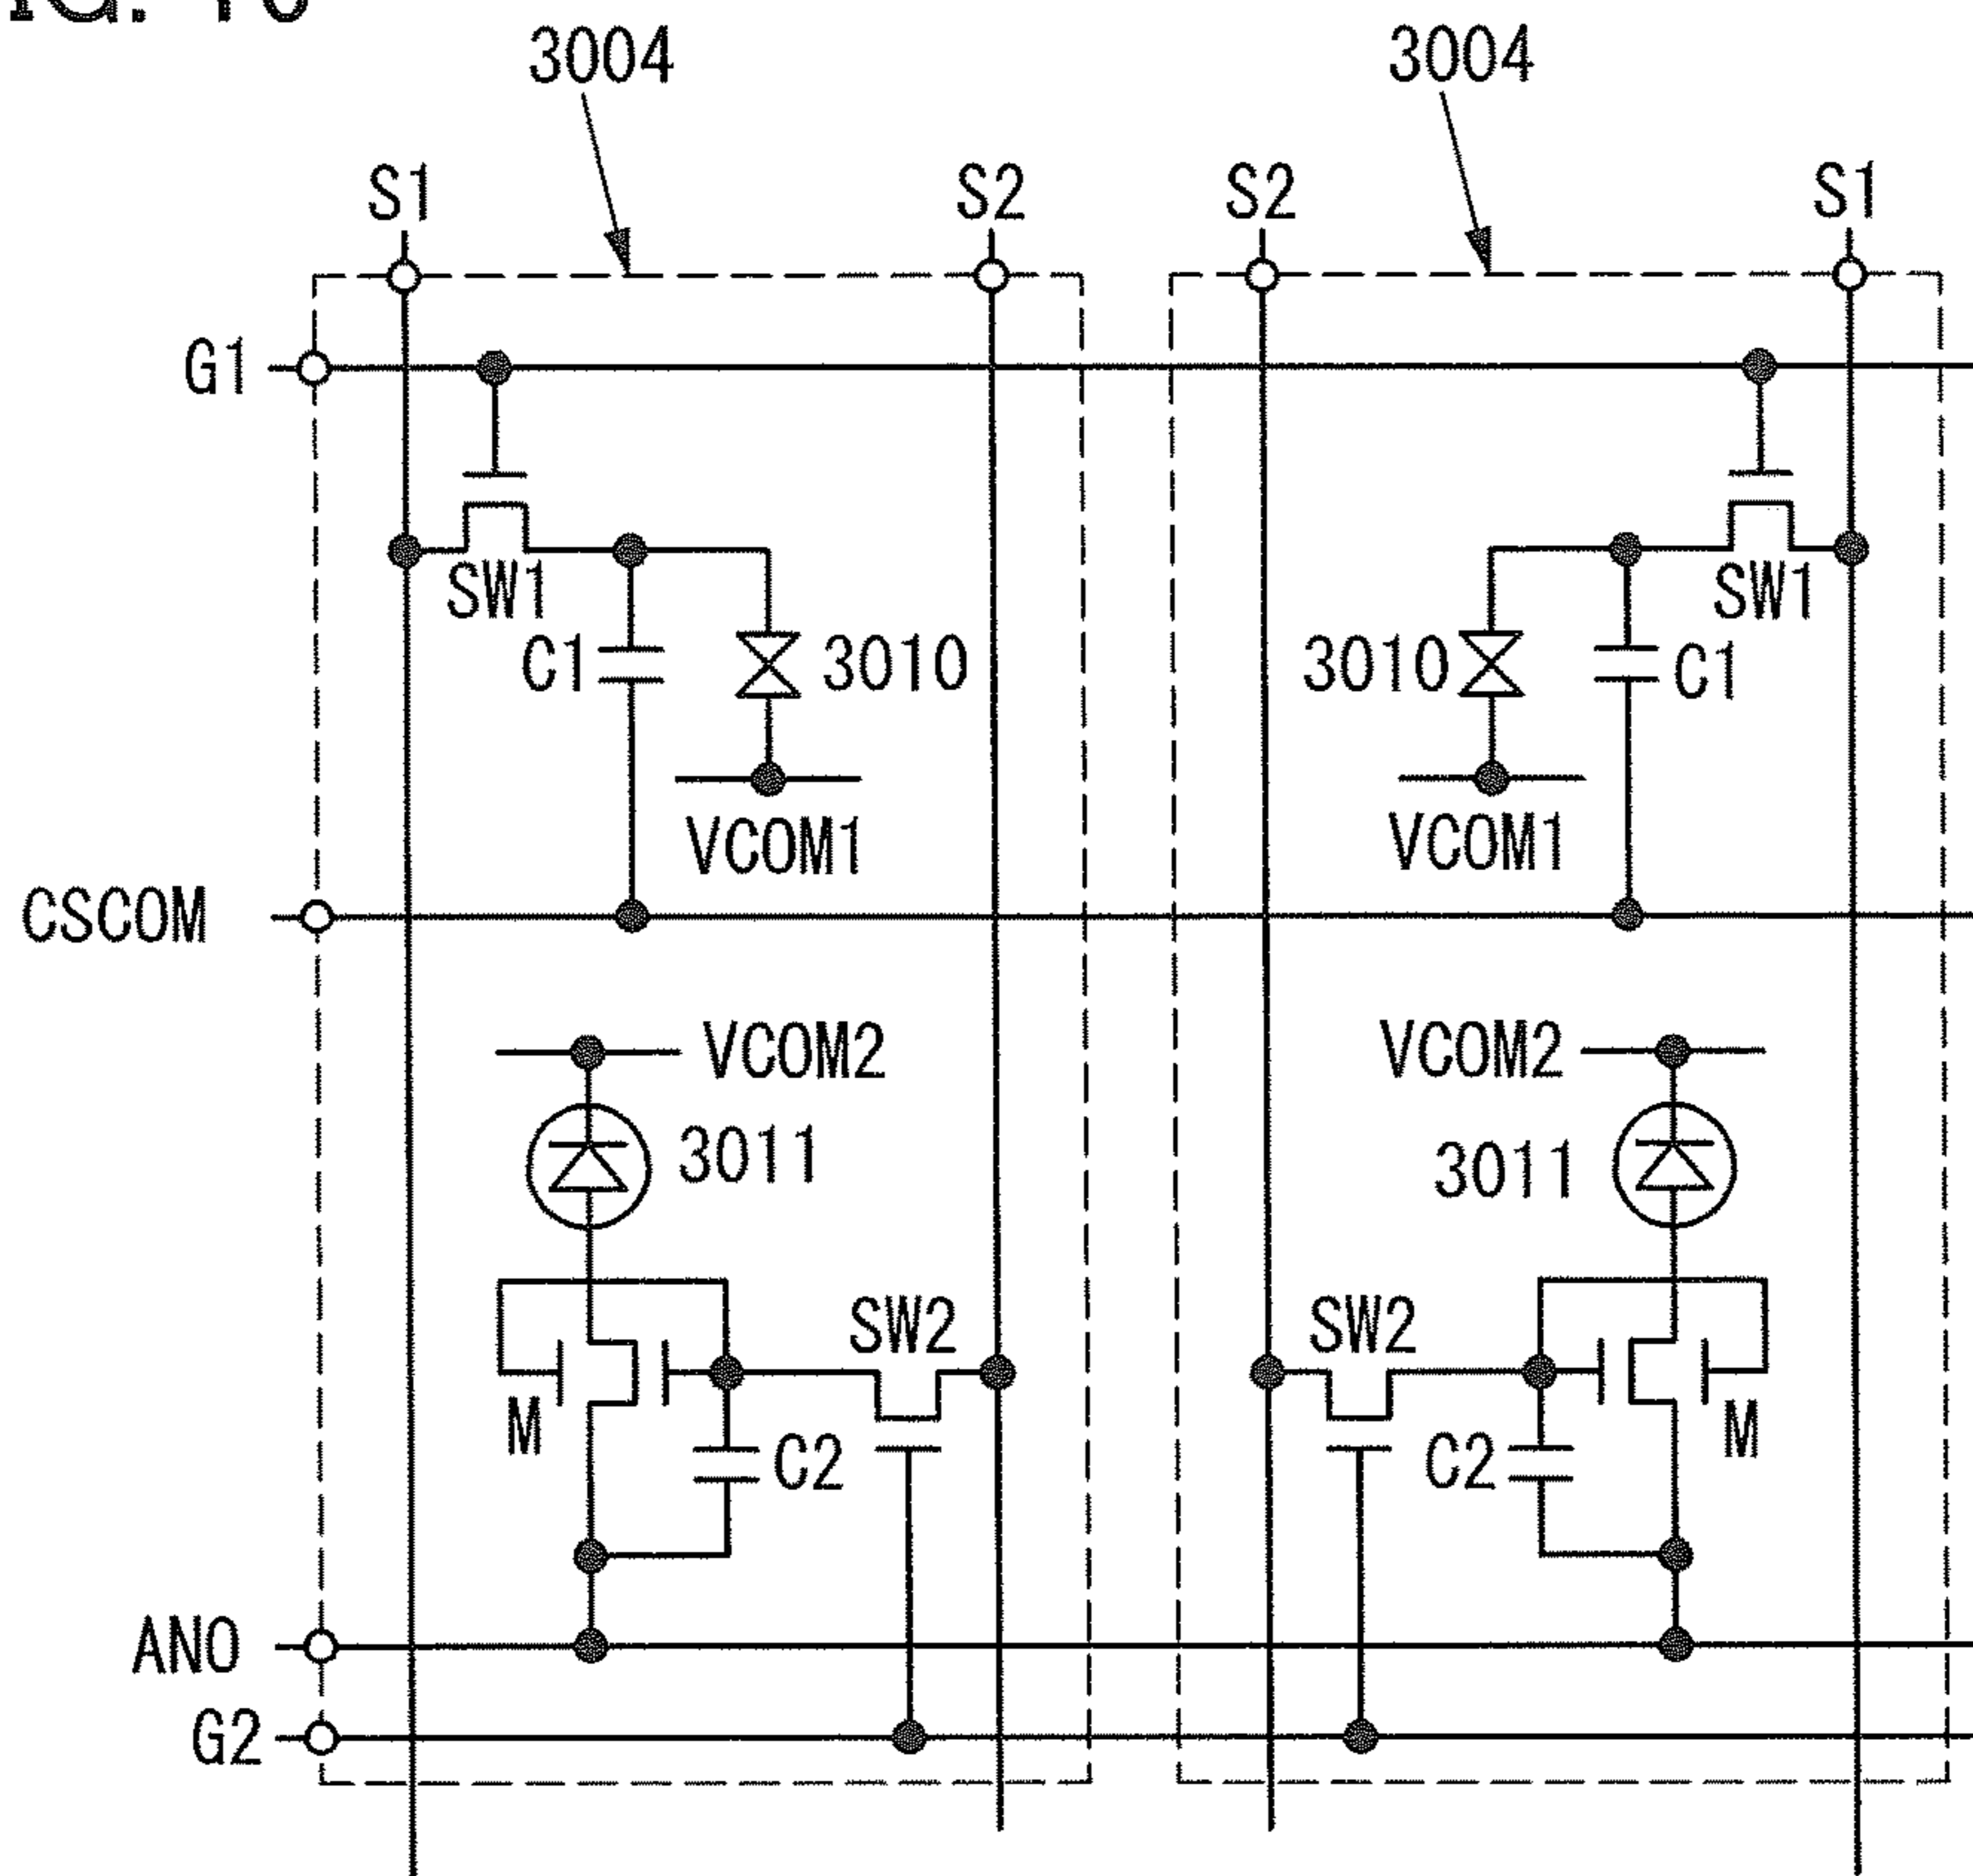 3004 3004
S1 S2 S2 S1
G1
SW1 SW1
C1 3010 3010 C1
VCOM1 VCOM1
CSCOM
VCOM2 VCOM2
3011 3011
SW2 SW2
M M
C2 C2
ANO
G2